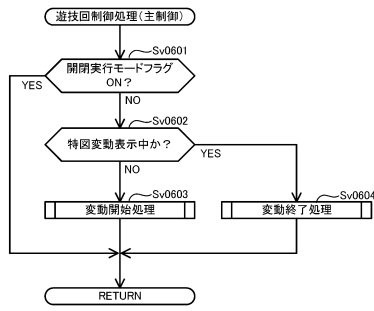 遊技回制御処理(主制御)
Sv0601
開閉実行モードフラグ
ON?
YES
NO
Sv0602
特図変動表示中か?
YES
NO
Sv0603
変動開始処理
Sv0604
変動終了処理
RETURN